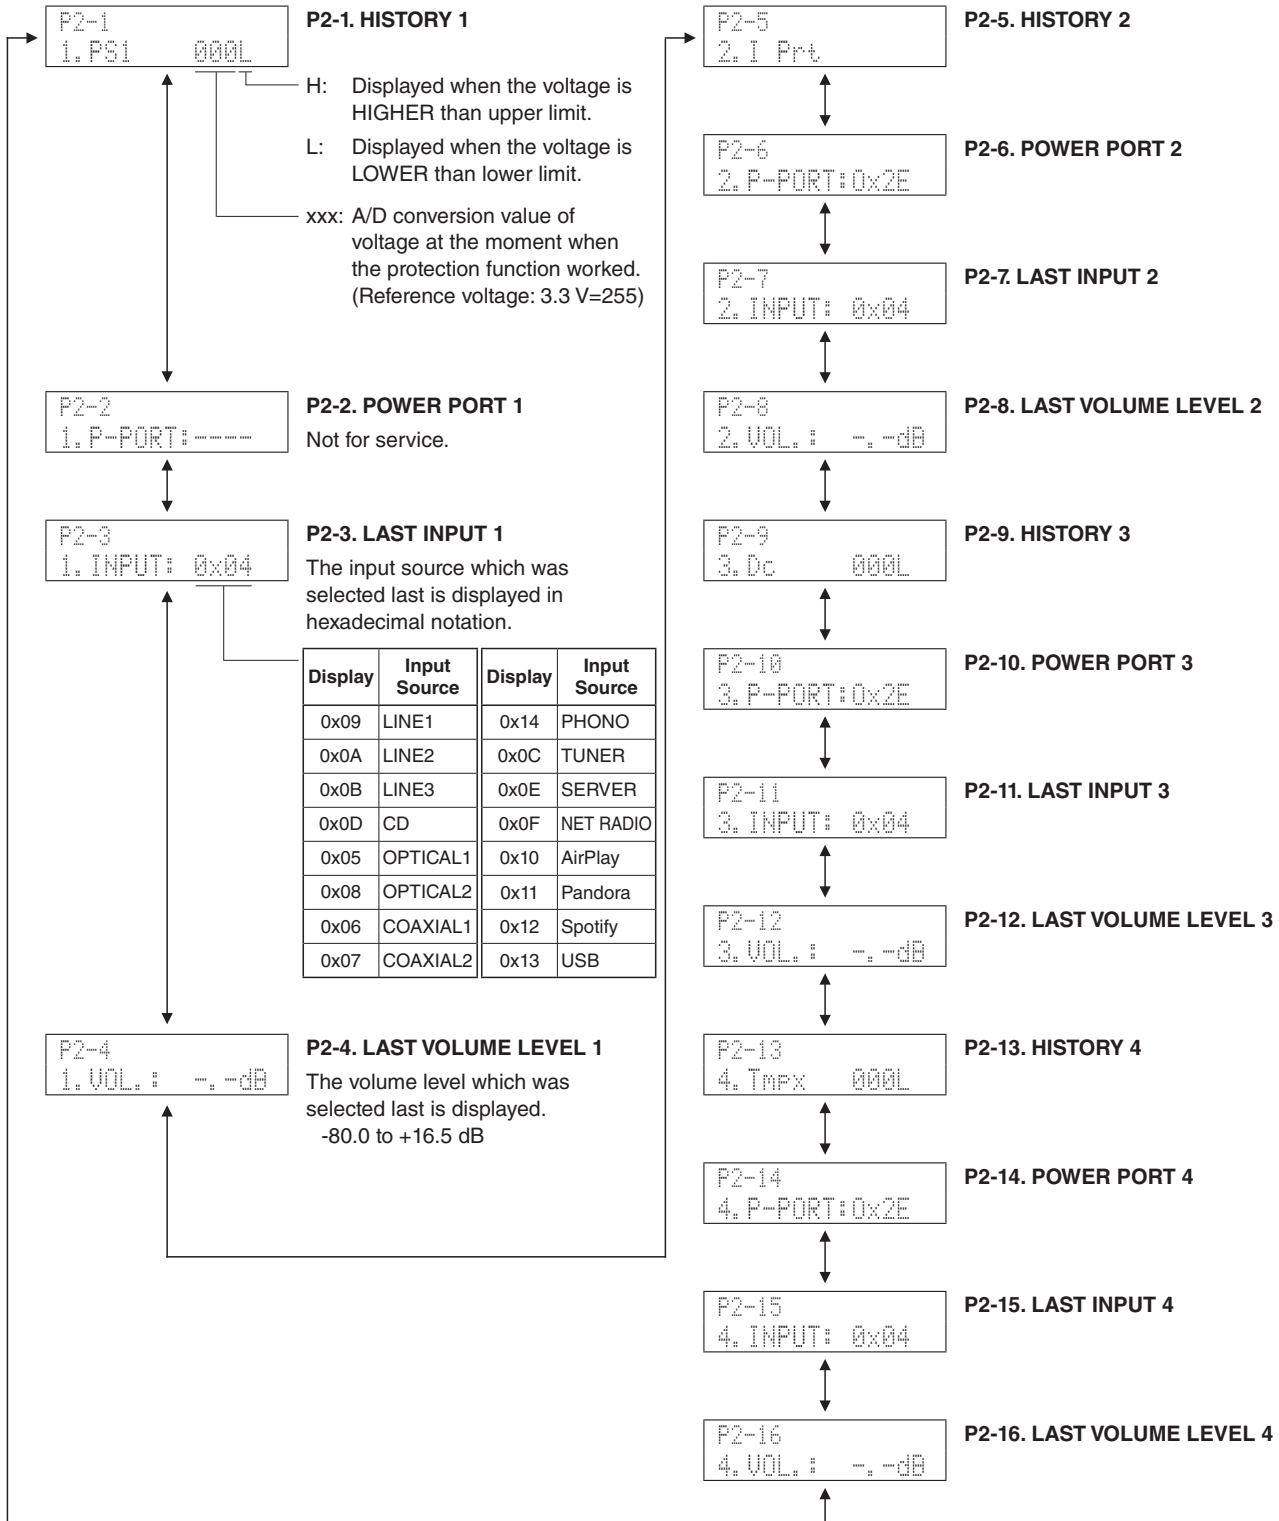 P2-1
1.PS1 000L
P2-1. HISTORY 1
H: Displayed when the voltage is
HIGHER than upper limit.
L: Displayed when the voltage is
LOWER than lower limit.
xxx: A/D conversion value of
voltage at the moment when
the protection function worked.
(Reference voltage: 3.3 V=255)
P2-2
1.P-PORT:----
P2-2. POWER PORT 1
Not for service.
P2-3
1.INPUT: 0x04
P2-3. LAST INPUT 1
The input source which was
selected last is displayed in
hexadecimal notation.
Display Input Source Display Input Source
0x09 LINE1 0x14 PHONO
0x0A LINE2 0x0C TUNER
0x0B LINE3 0x0E SERVER
0x0D CD 0x0F NET RADIO
0x05 OPTICAL1 0x10 AirPlay
0x08 OPTICAL2 0x11 Pandora
0x06 COAXIAL1 0x12 Spotify
0x07 COAXIAL2 0x13 USB
P2-4
1.VOL.: -.-dB
P2-4. LAST VOLUME LEVEL 1
The volume level which was
selected last is displayed.
-80.0 to +16.5 dB
P2-5
2.I Prt
P2-5. HISTORY 2
P2-6
2.P-PORT:0x2E
P2-6. POWER PORT 2
P2-7
2.INPUT: 0x04
P2-7. LAST INPUT 2
P2-8
2.VOL.: -.-dB
P2-8. LAST VOLUME LEVEL 2
P2-9
3.Dc 000L
P2-9. HISTORY 3
P2-10
3.P-PORT:0x2E
P2-10. POWER PORT 3
P2-11
3.INPUT: 0x04
P2-11. LAST INPUT 3
P2-12
3.VOL.: -.-dB
P2-12. LAST VOLUME LEVEL 3
P2-13
4.Tmpx 000L
P2-13. HISTORY 4
P2-14
4.P-PORT:0x2E
P2-14. POWER PORT 4
P2-15
4.INPUT: 0x04
P2-15. LAST INPUT 4
P2-16
4.VOL.: -.-dB
P2-16. LAST VOLUME LEVEL 4